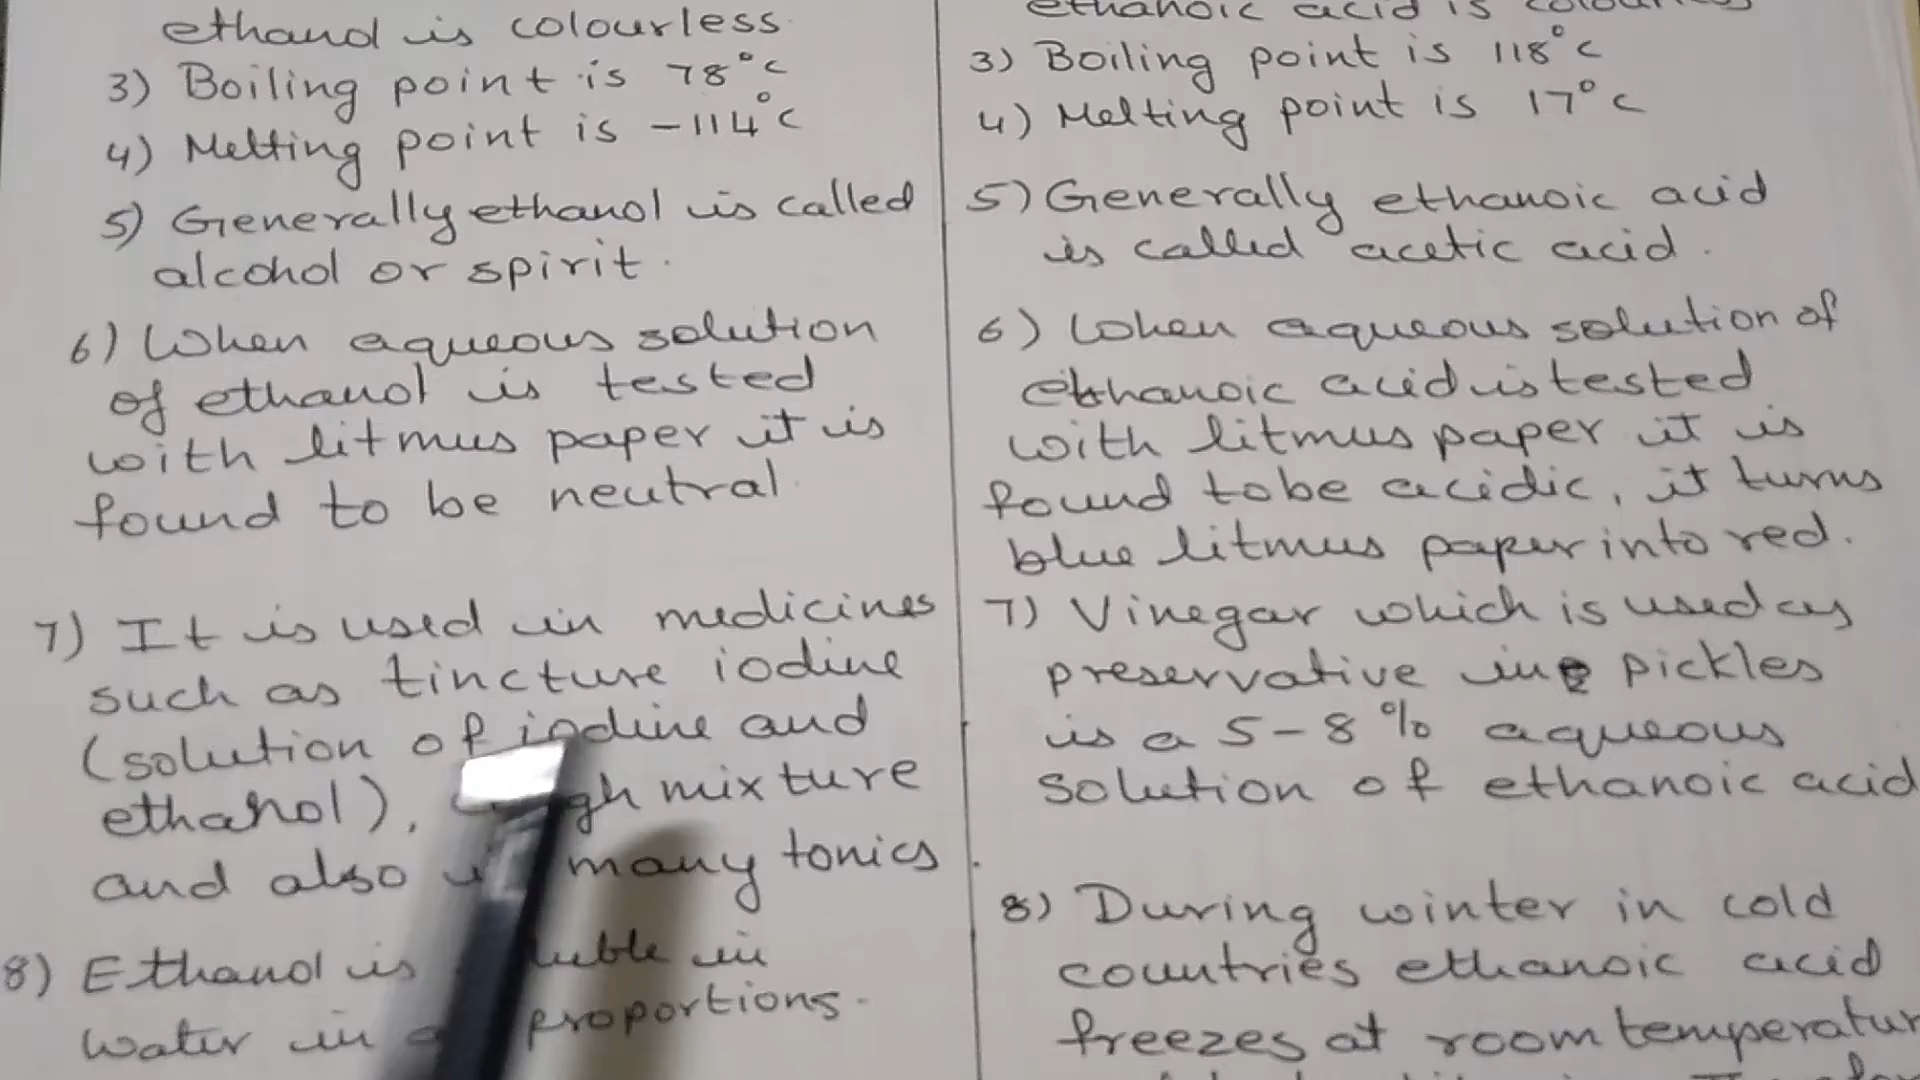 ethanol is colourless
3) Boiling point is 78°c
4) Melting point is -114°c
5) Generally ethanol is called
alcohol or spirit.
6) When aqueous solution
of ethanol is tested
with litmus paper it is
found to be neutral.
7) It is used in medicines
such as tincture iodine
(solution of iodine and
ethanol), mixture
and also many tonics
8) Ethanol is in
water in proportions.
ethanoic acid is
3) Boiling point is 118°c
4) Melting point is 17°c
5) Generally ethanoic acid
is called acetic acid.
6) When aqueous solution of
ethanoic acid is tested
with litmus paper it is
found to be acidic, it turns
blue litmus paper into red.
7) Vinegar which is used as
preservative in pickles
is a 5-8% aqueous
solution of ethanoic acid
8) During winter in cold
countries ethanoic acid
freezes at room temperatur